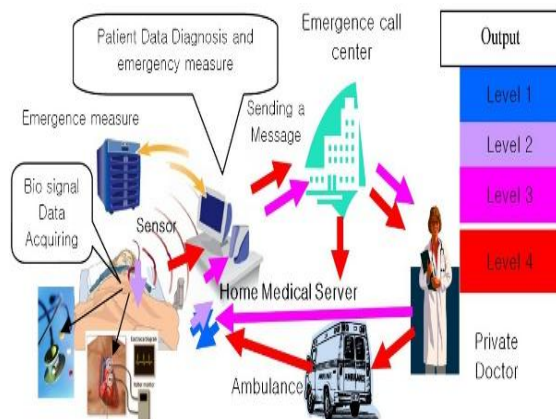 Patient Data Diagnosis and
emergency measure
Emergence call
center
Output
Level 1
Level 2
Level 3
Level 4
Sending a
Message
Emergence measure
Bio signal
Data
Acquiring
Sensor
Home Medical Server
Ambulance
Private
Doctor